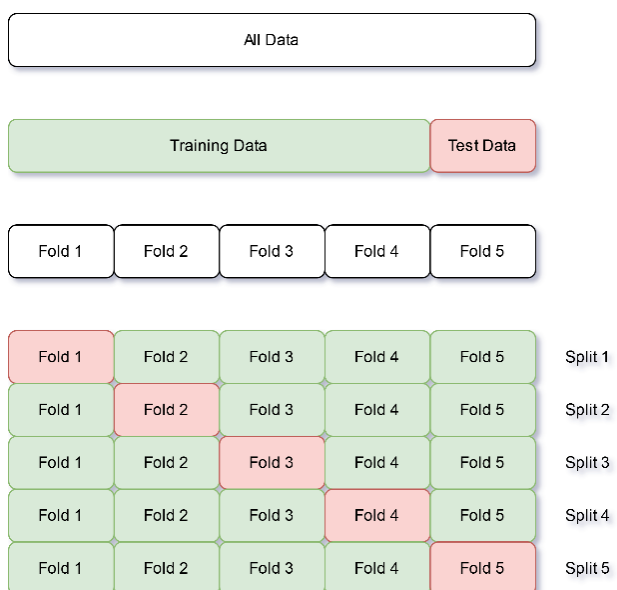 All Data
Training Data Test Data
Fold 1 Fold 2 Fold 3 Fold 4 Fold 5
Fold 1 Fold 2 Fold 3 Fold 4 Fold 5 Split 1
Fold 1 Fold 2 Fold 3 Fold 4 Fold 5 Split 2
Fold 1 Fold 2 Fold 3 Fold 4 Fold 5 Split 3
Fold 1 Fold 2 Fold 3 Fold 4 Fold 5 Split 4
Fold 1 Fold 2 Fold 3 Fold 4 Fold 5 Split 5